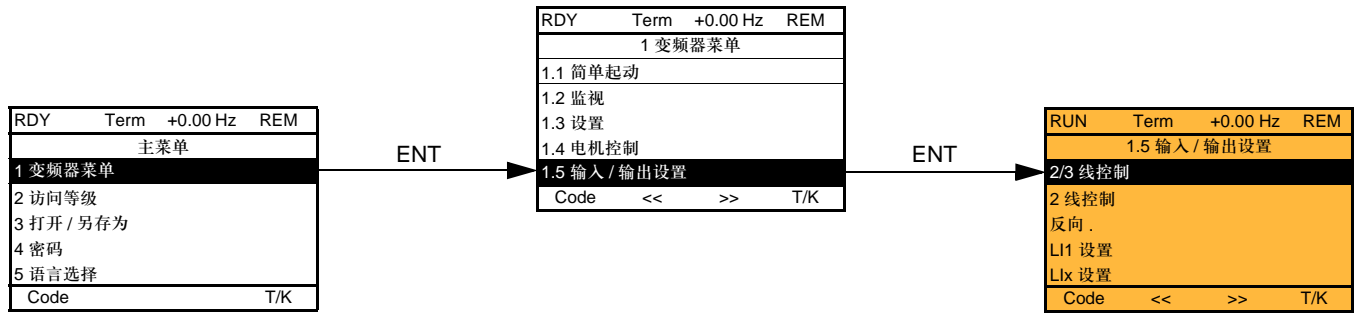 RDY Term +0.00 Hz REM
主菜单
1 变频器菜单
2 访问等级
3 打开 / 另存为
4 密码
5 语言选择
Code T/K
ENT
RDY Term +0.00 Hz REM
1 变频器菜单
1.1 简单起动
1.2 监视
1.3 设置
1.4 电机控制
1.5 输入 / 输出设置
Code << >> T/K
ENT
RUN Term +0.00 Hz REM
1.5 输入 / 输出设置
2/3 线控制
2 线控制
反向 .
LI1 设置
LIx 设置
Code << >> T/K